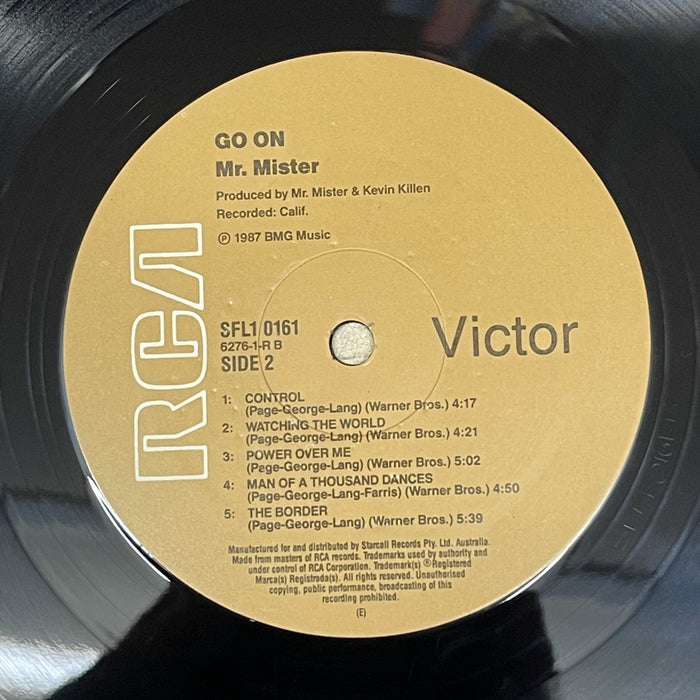 GO ON
Mr. Mister
Produced by Mr. Mister & Kevin Killen
Recorded: Calif.
℗ 1987 BMG Music
RCA
SFL1 0161
6276-1-R B
SIDE 2
Victor
1: CONTROL
(Page-George-Lang) (Warner Bros.) 4:17
2: WATCHING THE WORLD
(Page-George-Lang) (Warner Bros.) 4:21
3: POWER OVER ME
(Page-George-Lang) (Warner Bros.) 5:02
4: MAN OF A THOUSAND DANCES
(Page-George-Lang-Farris) (Warner Bros.) 4:50
5: THE BORDER
(Page-George-Lang) (Warner Bros.) 5:39
Manufactured for and distributed by Starcall Records Pty. Ltd. Australia.
Made from masters of RCA records. Trademarks used by authority and
under control of RCA Corporation. Trademark(s) ®Registered
Marca(s) Registrada(s). All rights reserved. Unauthorised
copying, public performance, broadcasting of this
recording prohibited.
(E)